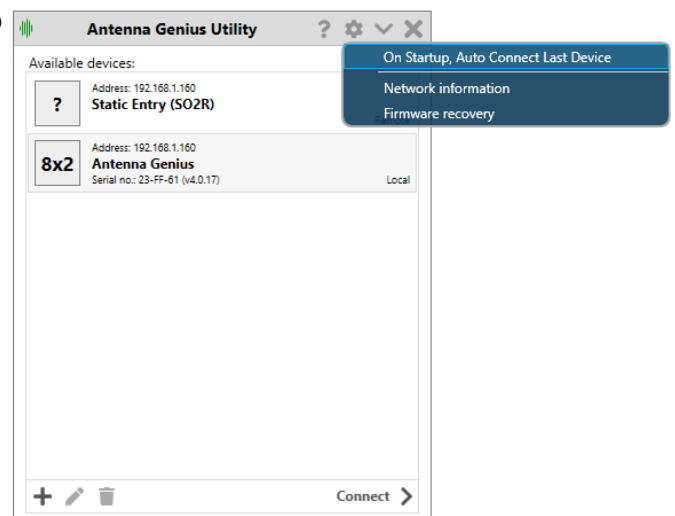 Antenna Genius Utility
?
On Startup, Auto Connect Last Device
Network information
Firmware recovery
Available devices:
?
Address: 192.168.1.160
Static Entry (SO2R)
8x2
Address: 192.168.1.160
Antenna Genius
Serial no.: 23-FF-61 (v4.0.17)
Local
Connect